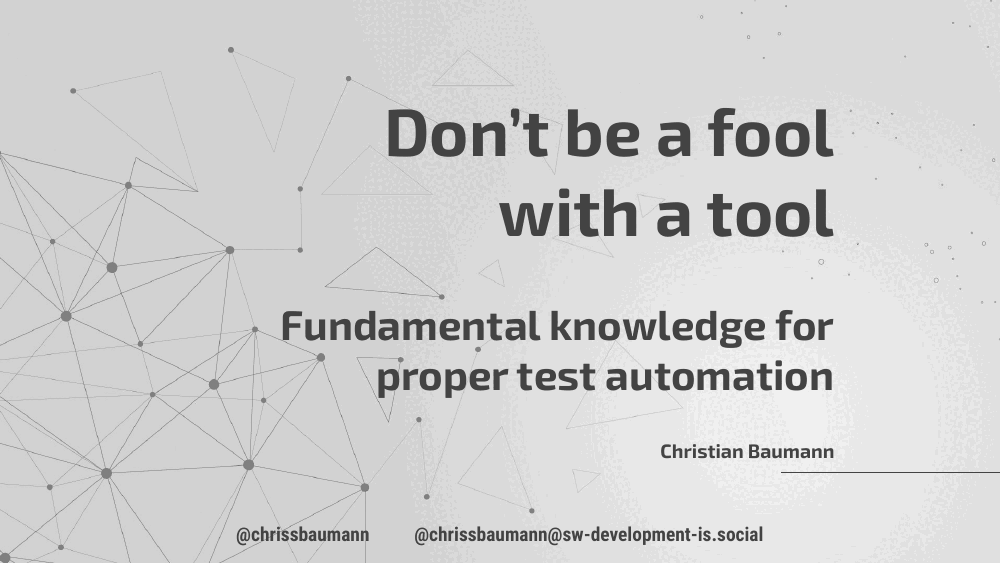 Don’t be a fool
with a tool
Fundamental knowledge for
proper test automation
Christian Baumann
@chrissbaumann @chrissbaumann@sw-development-is.social